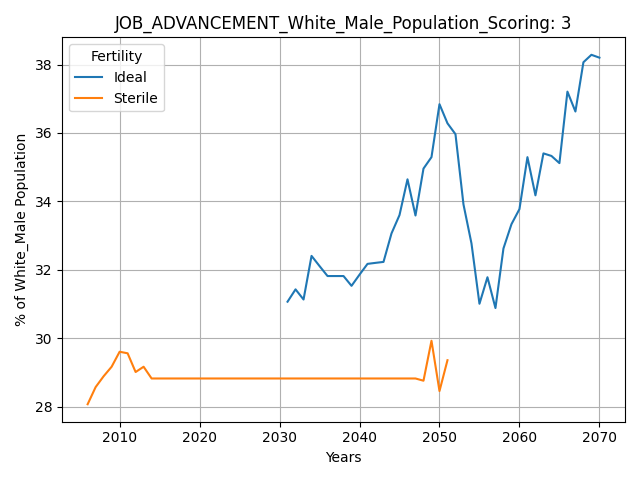 JOB_ADVANCEMENT_White_Male_Population_Scoring: 3
Fertility
Ideal
Sterile
% of White_Male Population
38
36
34
32
30
28
2010 2020 2030 2040 2050 2060 2070
Years